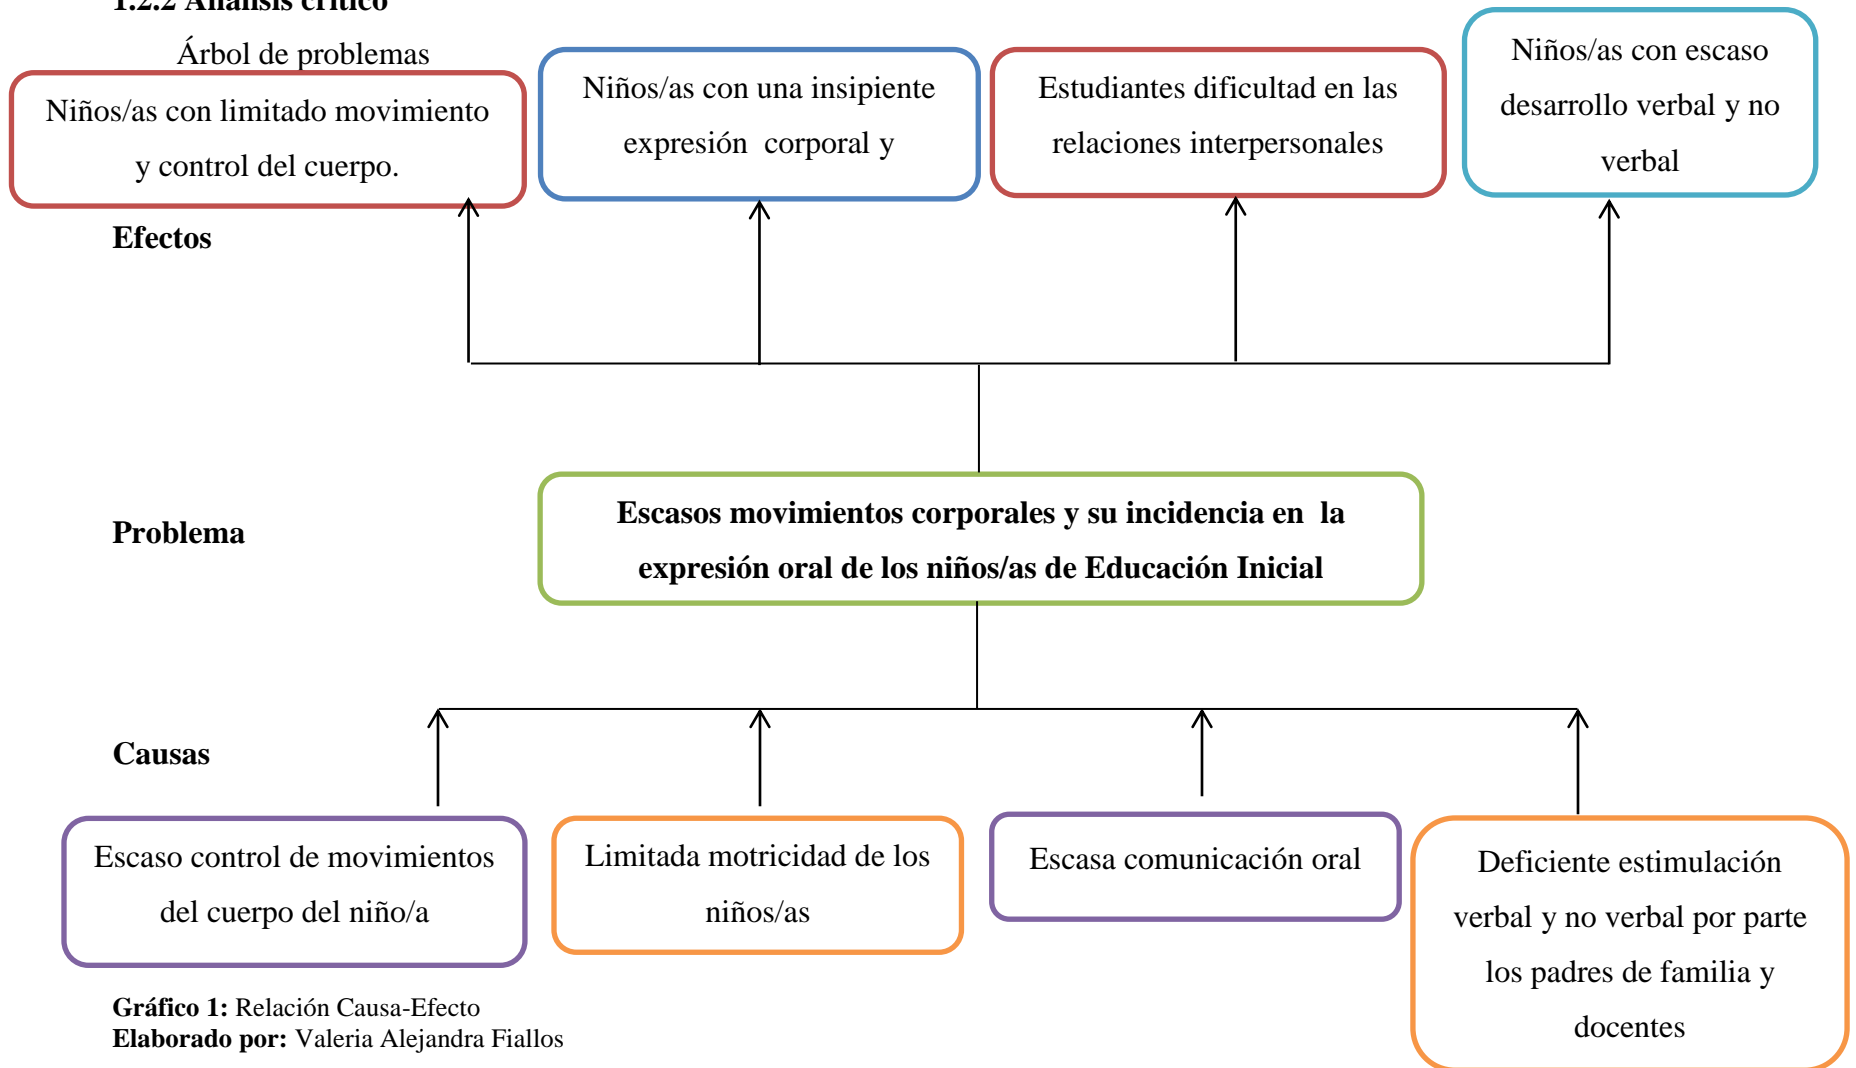 1.2.2 Análisis crítico
Árbol de problemas
Niños/as con limitado movimiento
y control del cuerpo.
Niños/as con una insipiente
expresión corporal y
Estudiantes dificultad en las
relaciones interpersonales
Niños/as con escaso
desarrollo verbal y no
verbal
Efectos
Problema
Escasos movimientos corporales y su incidencia en la
expresión oral de los niños/as de Educación Inicial
Causas
Escaso control de movimientos
del cuerpo del niño/a
Limitada motricidad de los
niños/as
Escasa comunicación oral
Deficiente estimulación
verbal y no verbal por parte
los padres de familia y
docentes
Gráfico 1: Relación Causa-Efecto
Elaborado por: Valeria Alejandra Fiallos